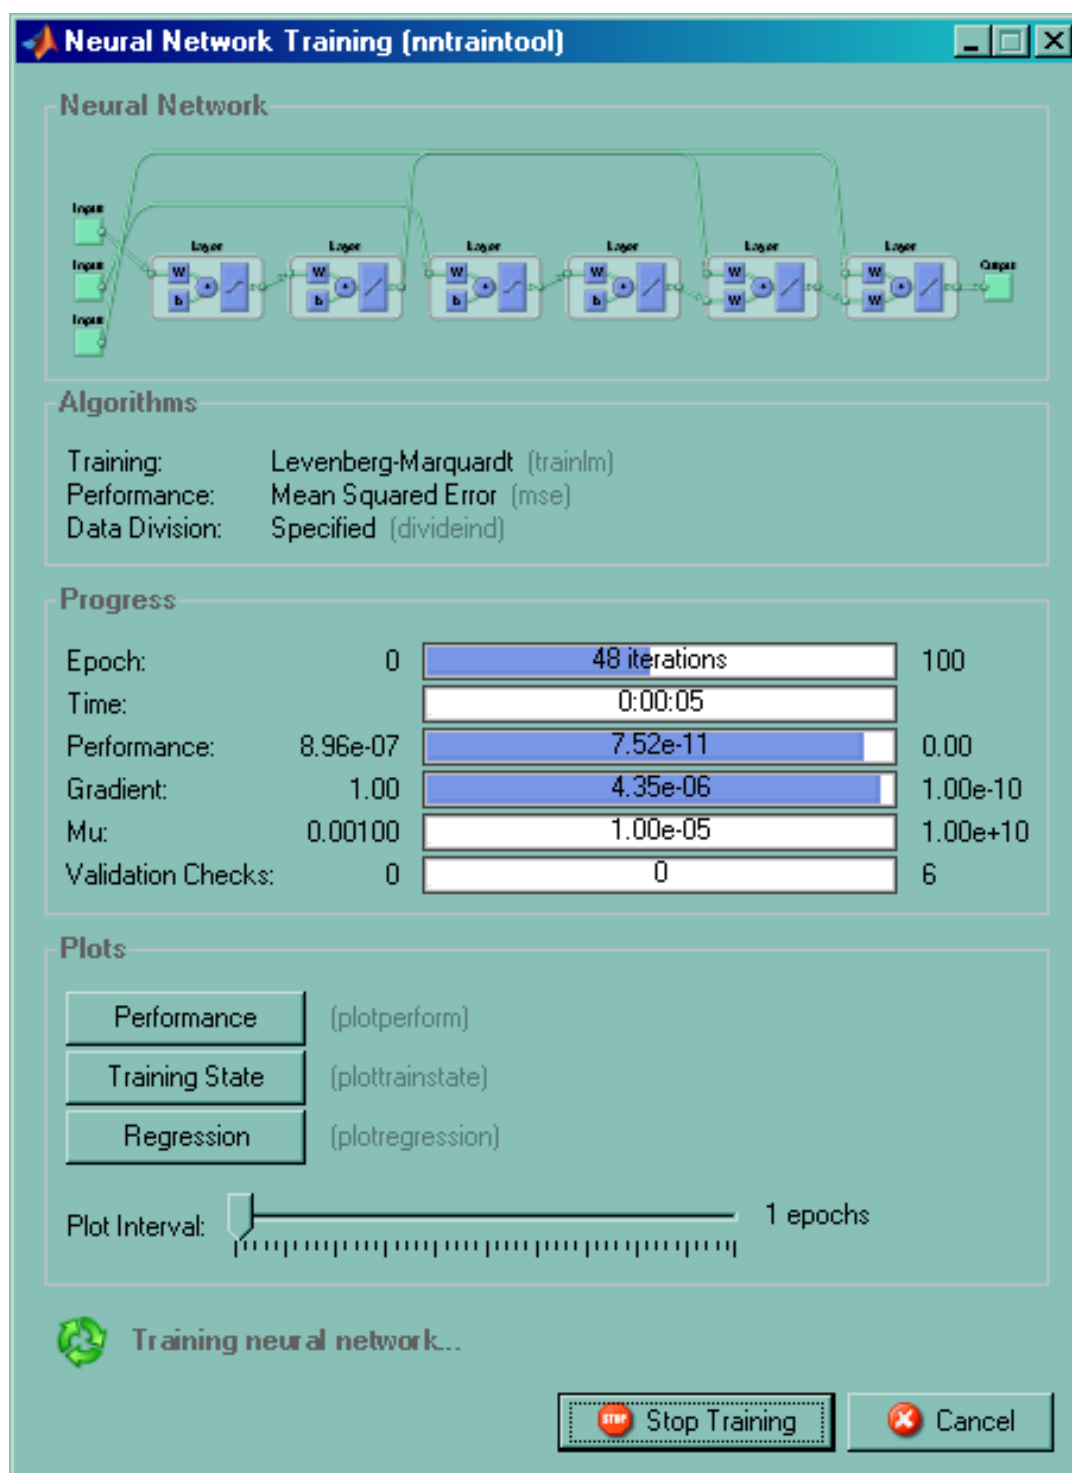 Neural Network Training (nntraintool)
Neural Network
Input
Input
Input
Layer
Layer
Layer
Layer
Layer
Layer
Output
W
b
W
b
W
b
W
b
W
W
W
W
Algorithms
Training: Levenberg-Marquardt (trainlm)
Performance: Mean Squared Error (mse)
Data Division: Specified (divideind)
Progress
Epoch: 0 48 iterations 100
Time: 0:00:05
Performance: 8.96e-07 7.52e-11 0.00
Gradient: 1.00 4.35e-06 1.00e-10
Mu: 0.00100 1.00e-05 1.00e+10
Validation Checks: 0 0 6
Plots
Performance (plotperform)
Training State (plottrainstate)
Regression (plotregression)
Plot Interval: 1 epochs
Training neural network...
STOP Stop Training Cancel